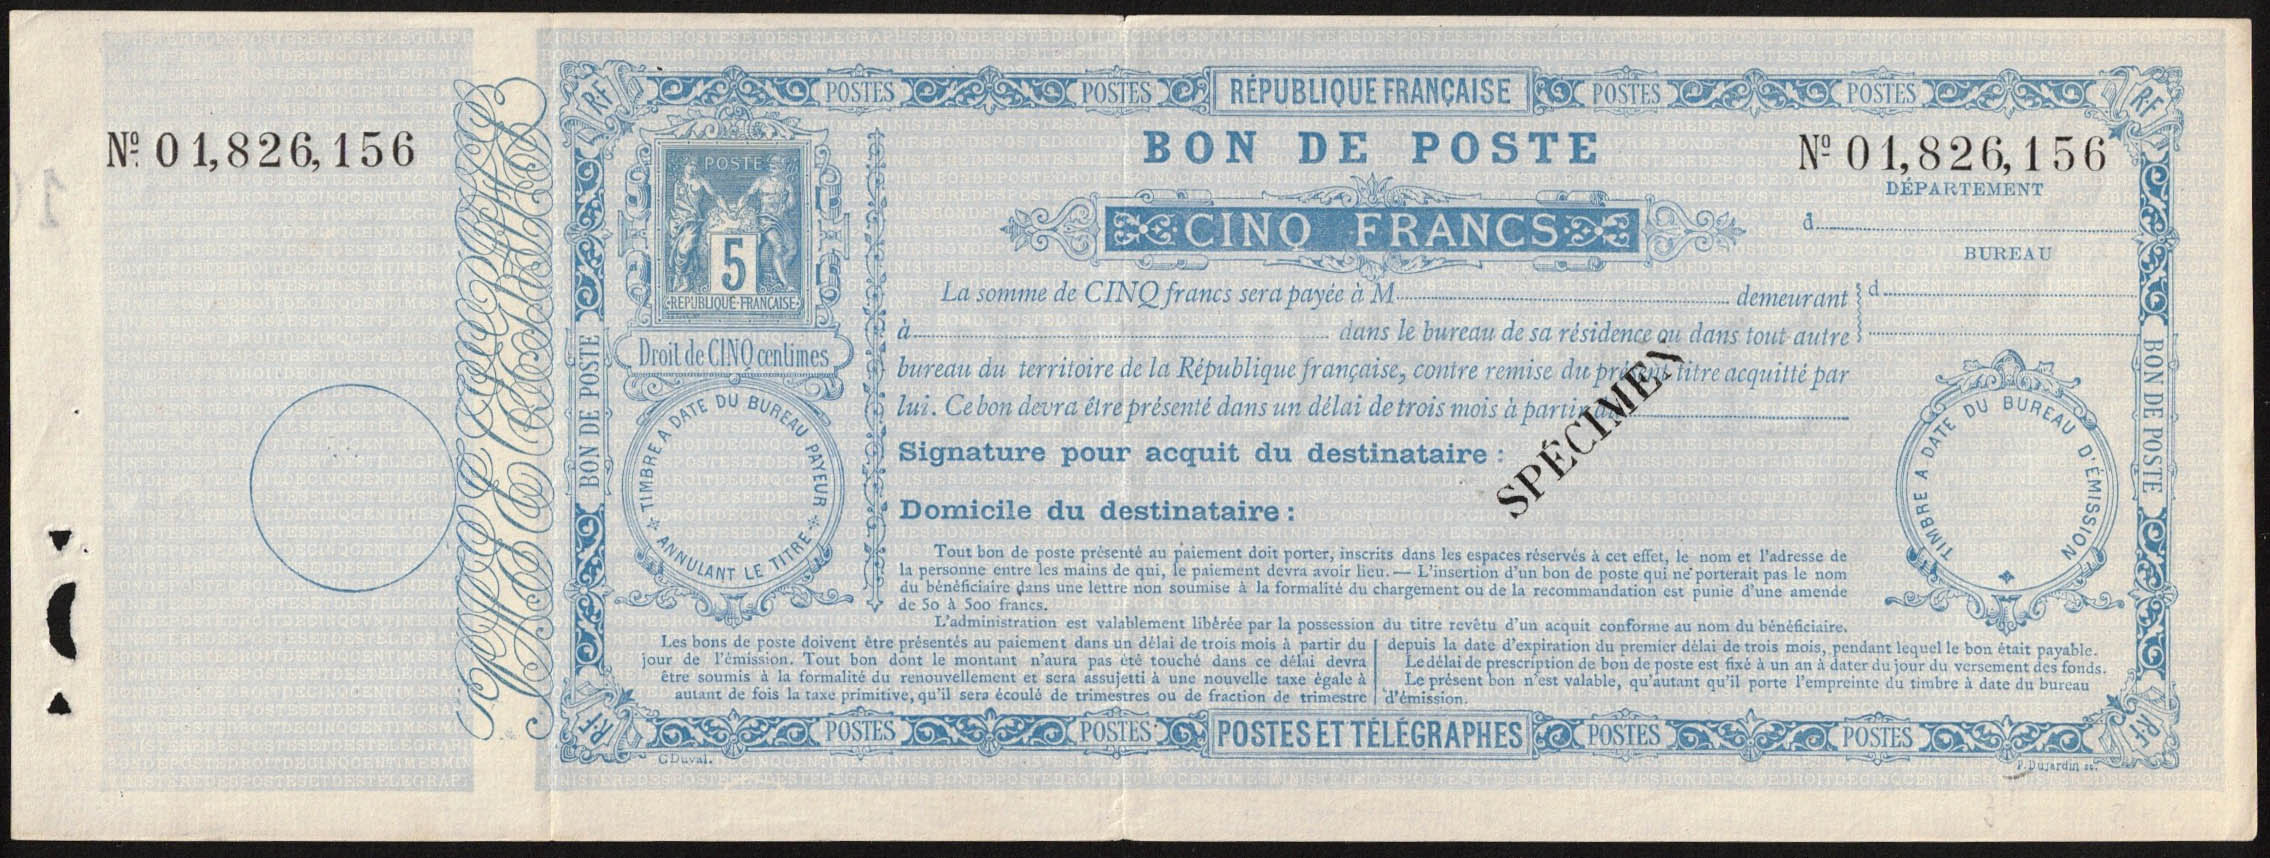 RÉPUBLIQUE FRANÇAISE
POSTES POSTES POSTES POSTES
RF RF
Nº 01,826,156
BON DE POSTE
Nº 01,826,156
DÉPARTEMENT
d
BUREAU
d
CINQ FRANCS
POSTE
5
REPUBLIQUE FRANÇAISE
Droit de CINQ centimes
TIMBRE A DATE DU BUREAU PAYEUR
ANNULANT LE TITRE
BON DE POSTE
BON DE POSTE
La somme de CINQ francs sera payée à M demeurant
à dans le bureau de sa résidence ou dans tout autre
bureau du territoire de la République française, contre remise du présent titre acquitté par
lui. Ce bon devra être présenté dans un délai de trois mois à partir du
SPÉCIMEN
Signature pour acquit du destinataire :
Domicile du destinataire :
TIMBRE A DATE DU BUREAU D'ÉMISSION
Tout bon de poste présenté au paiement doit porter, inscrits dans les espaces réservés à cet effet, le nom et l'adresse de
la personne entre les mains de qui, le paiement devra avoir lieu. — L'insertion d'un bon de poste qui ne porterait pas le nom
du bénéficiaire dans une lettre non soumise à la formalité du chargement ou de la recommandation est punie d'une amende
de 50 à 500 francs.
L'administration est valablement libérée par la possession du titre revêtu d'un acquit conforme au nom du bénéficiaire.
Les bons de poste doivent être présentés au paiement dans un délai de trois mois à partir du
jour de l'émission. Tout bon dont le montant n'aura pas été touché dans ce délai devra
être soumis à la formalité du renouvellement et sera assujetti à une nouvelle taxe égale à
autant de fois la taxe primitive, qu'il sera écoulé de trimestres ou de fraction de trimestre
depuis la date d'expiration du premier délai de trois mois, pendant lequel le bon était payable.
Le délai de prescription de bon de poste est fixé à un an à dater du jour du versement des fonds.
Le présent bon n'est valable, qu'autant qu'il porte l'empreinte du timbre à date du bureau
d'émission.
RF RF
POSTES POSTES POSTES POSTES
POSTES ET TÉLÉGRAPHES
G Duval.
P. Dujardin sc.